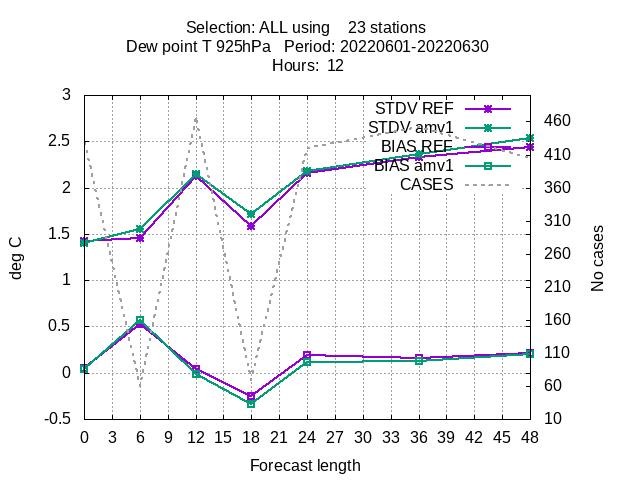 Selection: ALL using    23 stations
Dew point T 925hPa   Period: 20220601-20220630
Hours:  12
3
2.5
2
1.5
1
0.5
0
-0.5
deg C
STDV REF
STDV amv1
BIAS REF
BIAS amv1
CASES
460
410
360
310
260
210
160
110
60
10
No cases
0 3 6 9 12 15 18 21 24 27 30 33 36 39 42 45 48
Forecast length